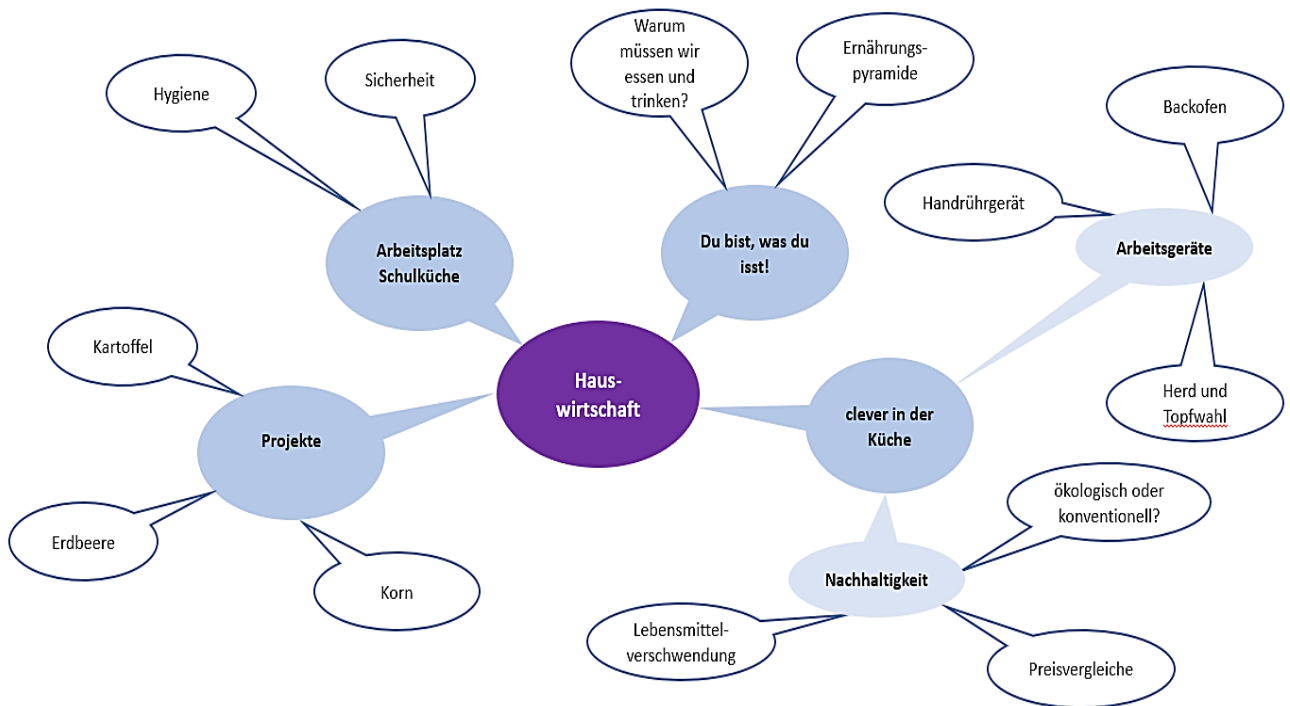 Warum
müssen wir
essen und
trinken?
Ernährungs-
pyramide
Sicherheit
Hygiene
Backofen
Handrührgerät
Arbeitsplatz
Schulküche
Du bist, was du
isst!
Arbeitsgeräte
Kartoffel
Haus-
wirtschaft
Herd und
Topfwahl
clever in der
Küche
Projekte
ökologisch oder
konventionell?
Erdbeere
Korn
Nachhaltigkeit
Lebensmittel-
verschwendung
Preisvergleiche